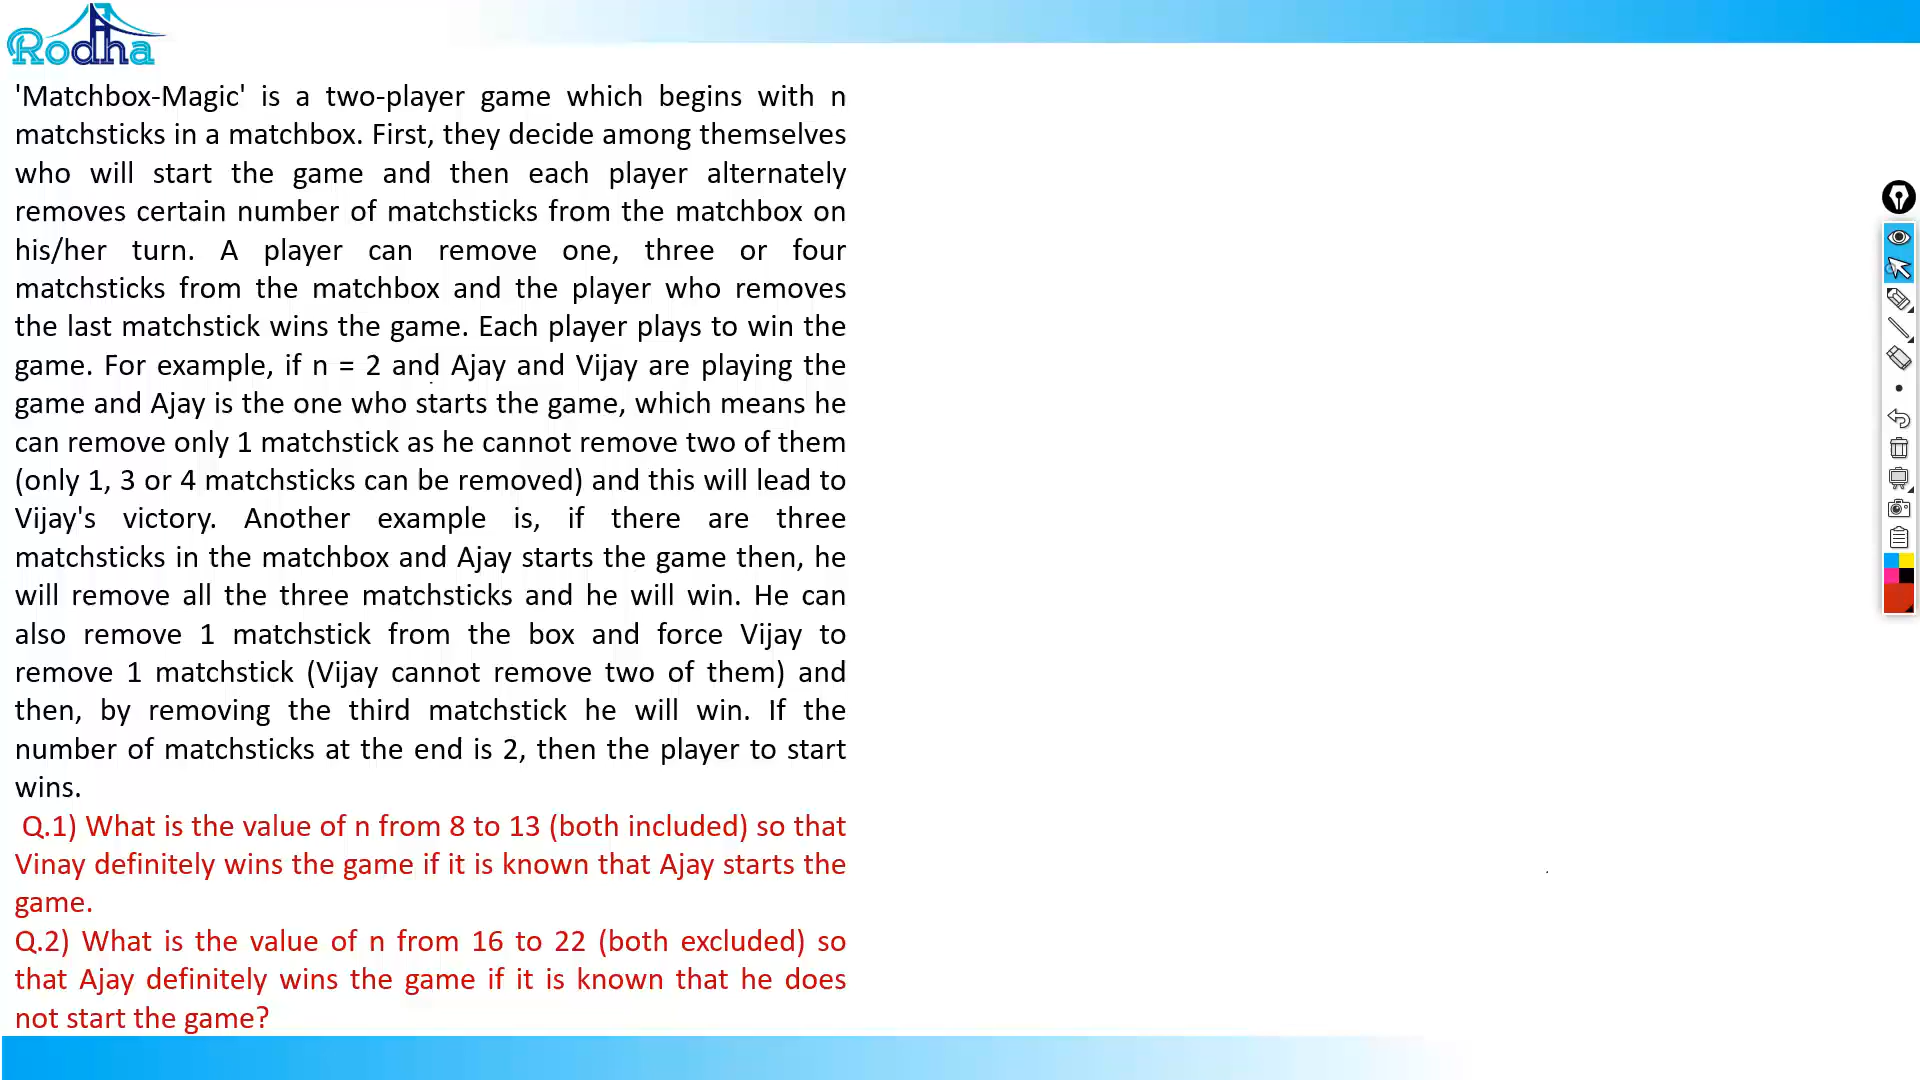 Rodha
'Matchbox-Magic' is a two-player game which begins with n
matchsticks in a matchbox. First, they decide among themselves
who will start the game and then each player alternately
removes certain number of matchsticks from the matchbox on
his/her turn. A player can remove one, three or four
matchsticks from the matchbox and the player who removes
the last matchstick wins the game. Each player plays to win the
game. For example, if n = 2 and Ajay and Vijay are playing the
game and Ajay is the one who starts the game, which means he
can remove only 1 matchstick as he cannot remove two of them
(only 1, 3 or 4 matchsticks can be removed) and this will lead to
Vijay's victory. Another example is, if there are three
matchsticks in the matchbox and Ajay starts the game then, he
will remove all the three matchsticks and he will win. He can
also remove 1 matchstick from the box and force Vijay to
remove 1 matchstick (Vijay cannot remove two of them) and
then, by removing the third matchstick he will win. If the
number of matchsticks at the end is 2, then the player to start
wins.
Q.1) What is the value of n from 8 to 13 (both included) so that
Vinay definitely wins the game if it is known that Ajay starts the
game.
Q.2) What is the value of n from 16 to 22 (both excluded) so
that Ajay definitely wins the game if it is known that he does
not start the game?